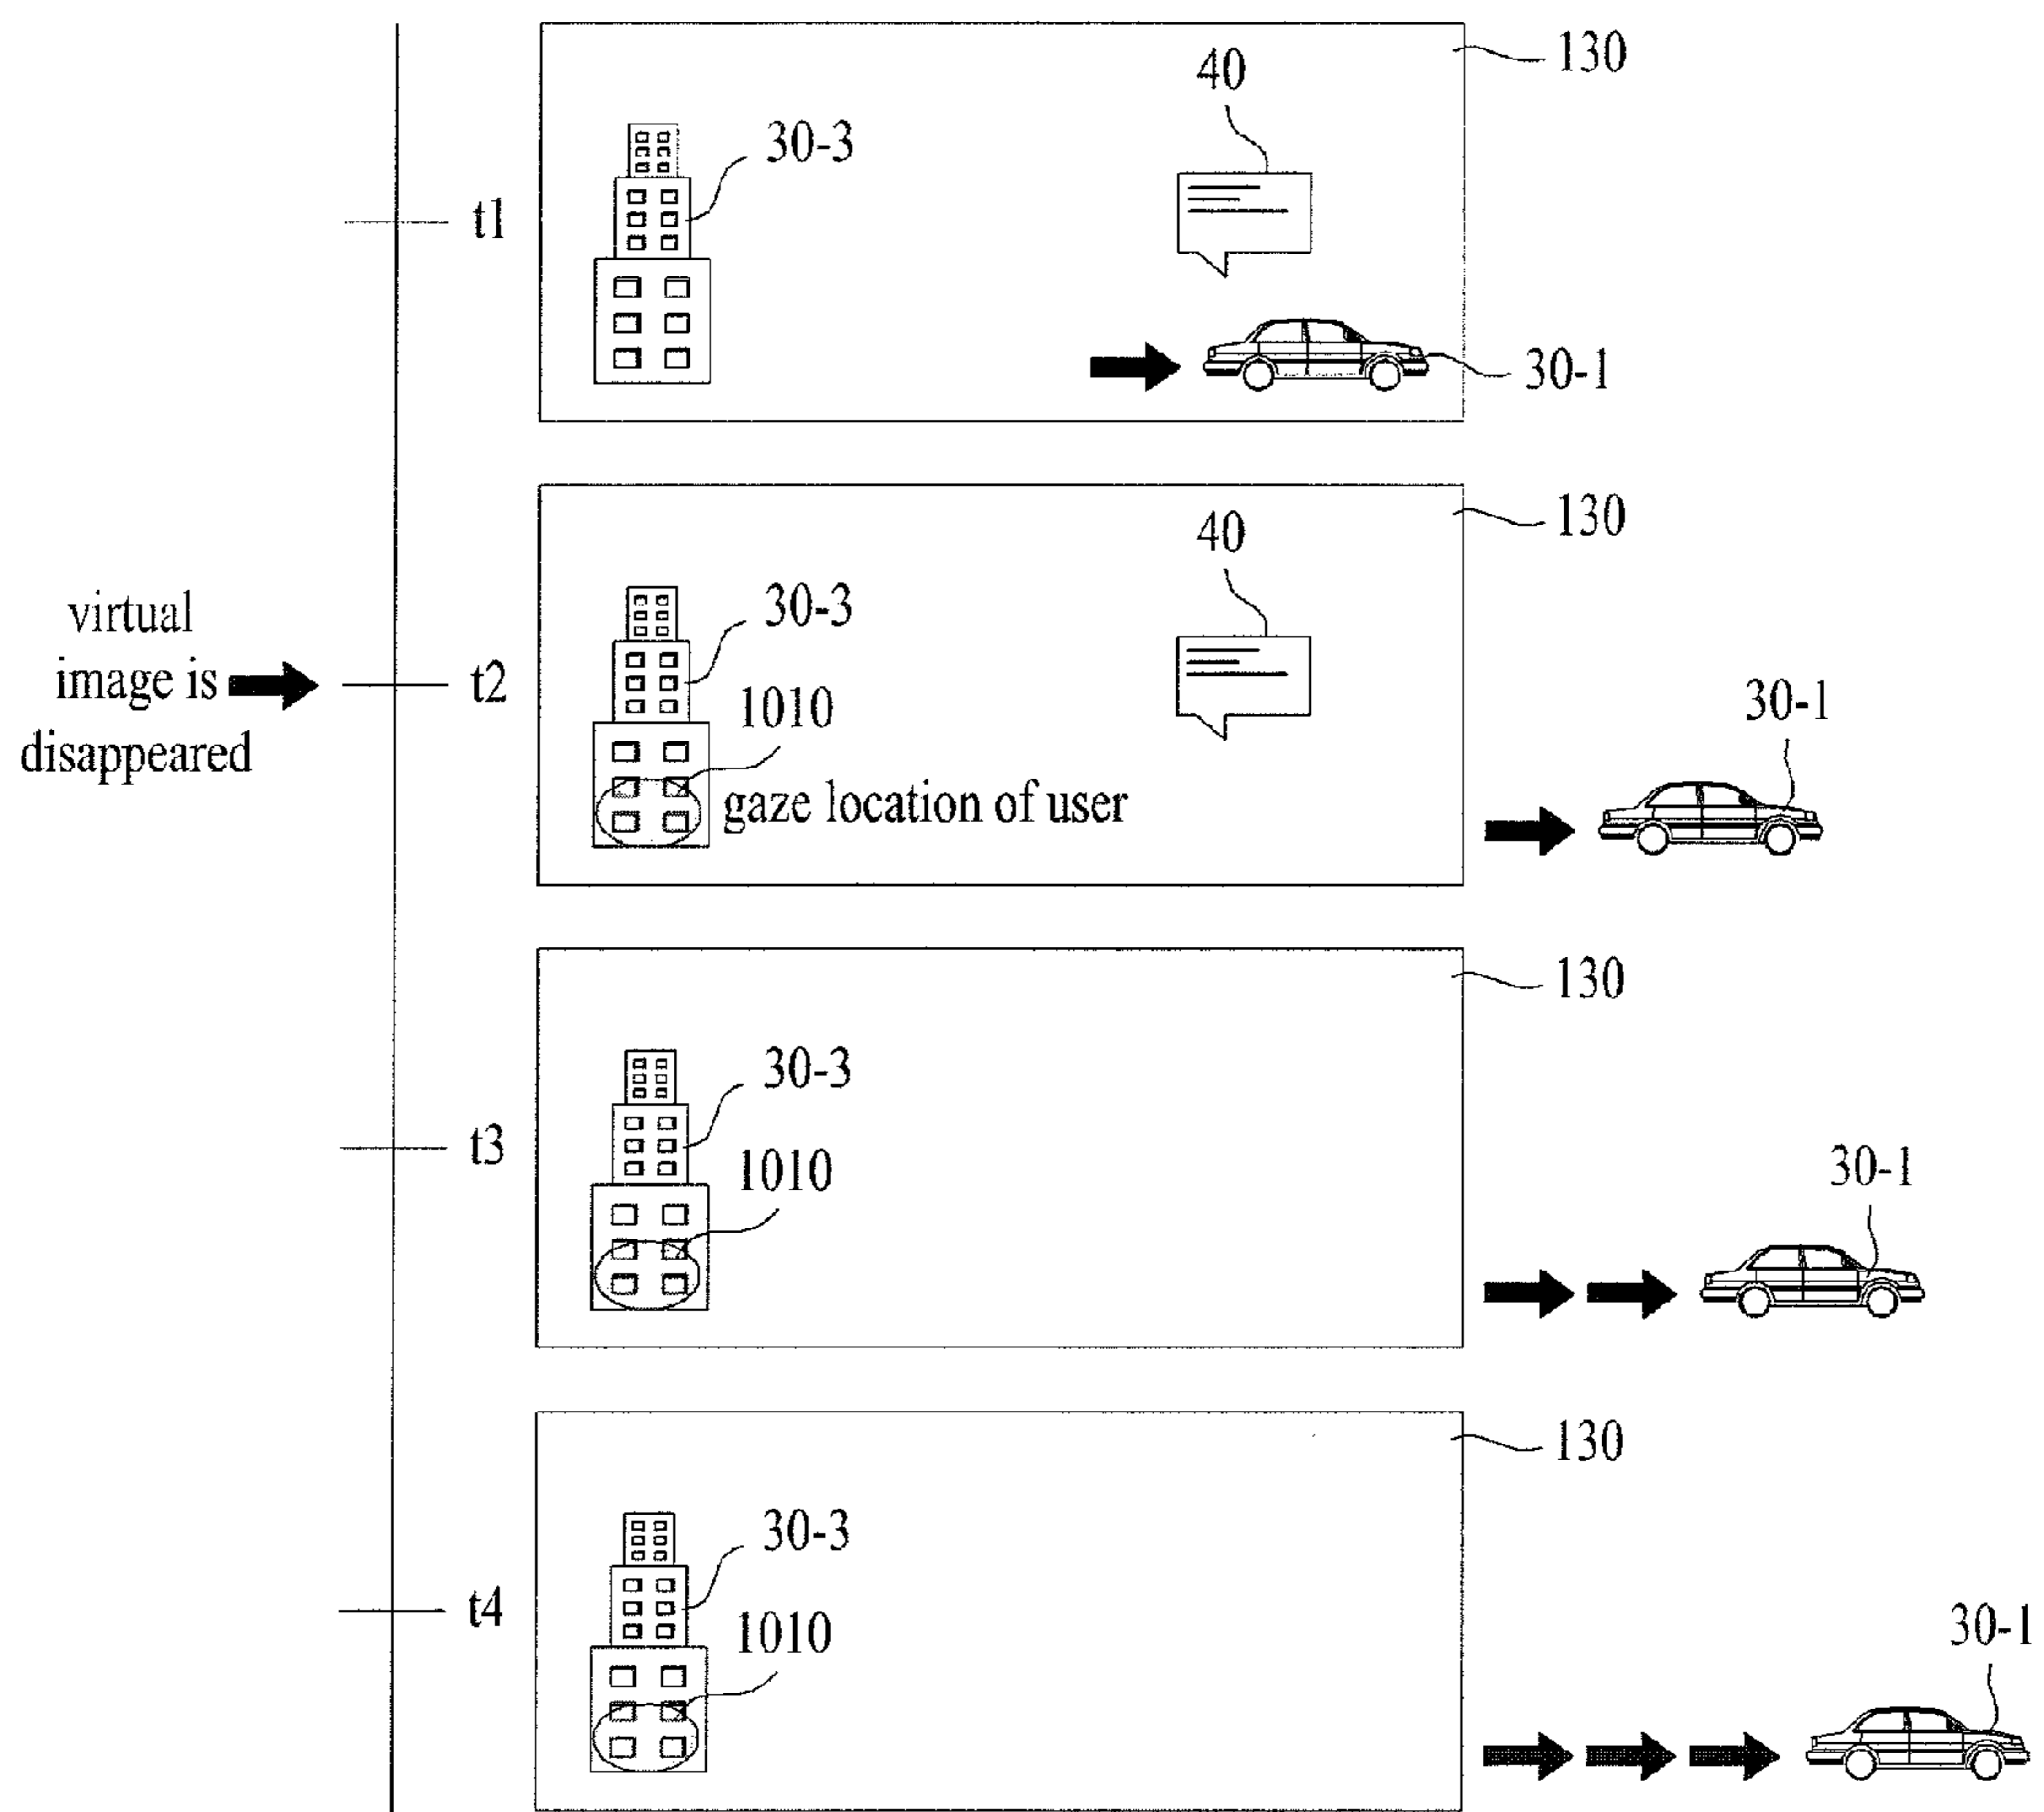 130
40
30-3
t1
30-1
130
40
30-3
virtual
image is
disappeared
t2
30-1
1010
gaze location of user
130
30-3
t3
1010
30-1
130
30-3
t4
1010
30-1